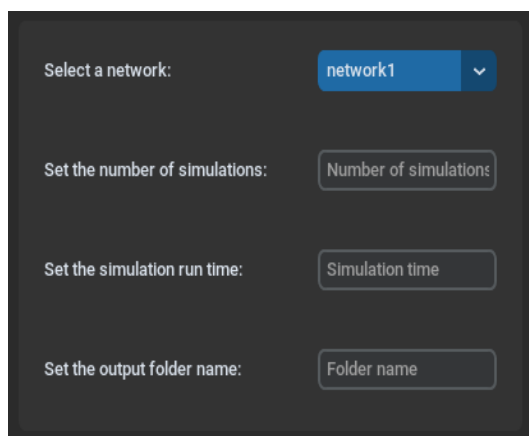 Select a network: network1
Set the number of simulations: Number of simulations
Set the simulation run time: Simulation time
Set the output folder name: Folder name